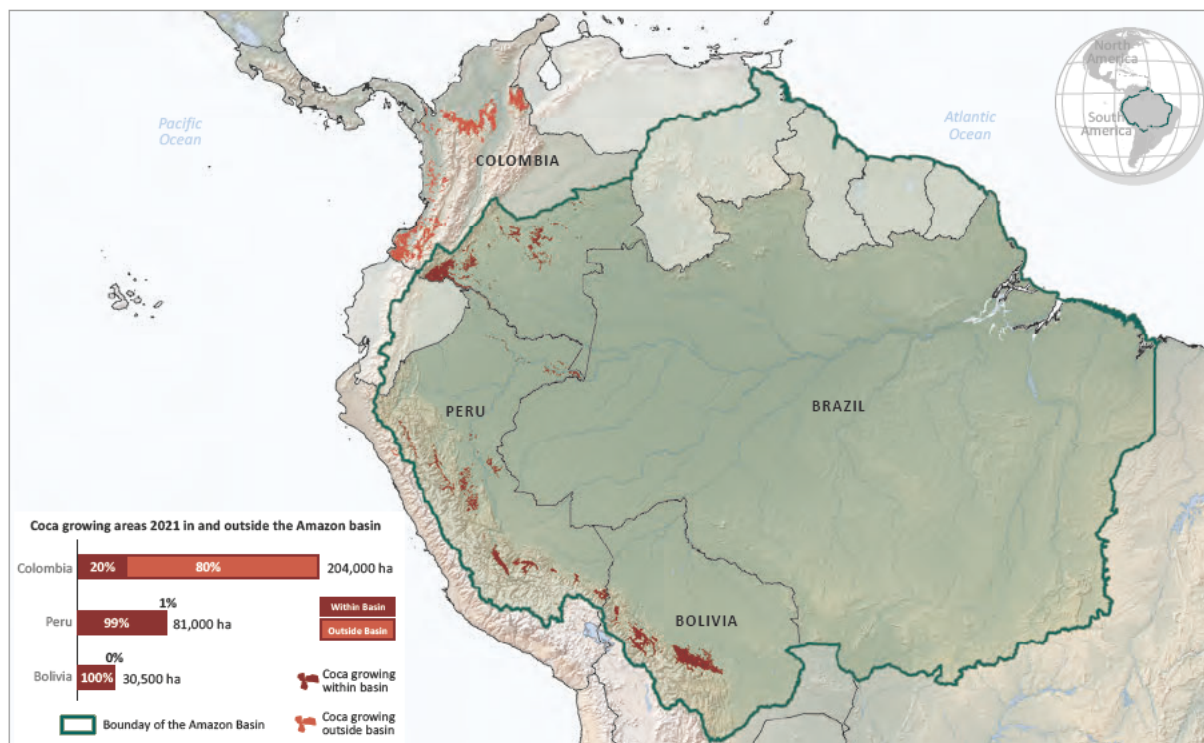 North
America
South
America
Pacific
Ocean
Atlantic
Ocean
COLOMBIA
PERU
BRAZIL
BOLIVIA
Coca growing areas 2021 in and outside the Amazon basin
Colombia 20% 80% 204,000 ha
1%
Peru 99% 81,000 ha
Within Basin
Outside Basin
0%
Bolivia 100% 30,500 ha
Coca growing
within basin
Bounday of the Amazon Basin
Coca growing
outside basin